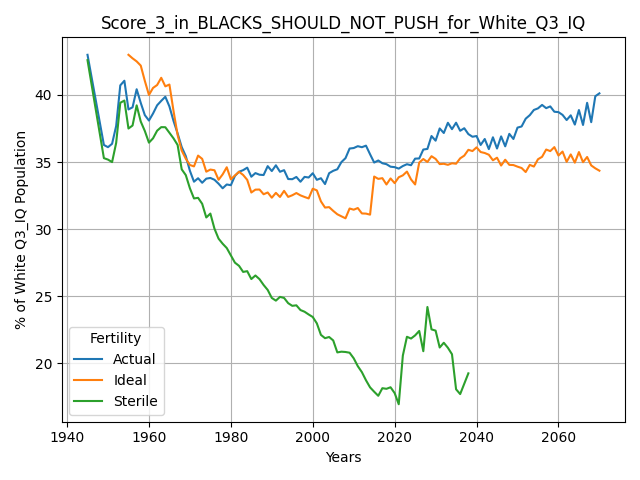 Score_3_in_BLACKS_SHOULD_NOT_PUSH_for_White_Q3_IQ
% of White Q3_IQ Population
40
35
30
25
20
Fertility
Actual
Ideal
Sterile
1940 1960 1980 2000 2020 2040 2060
Years